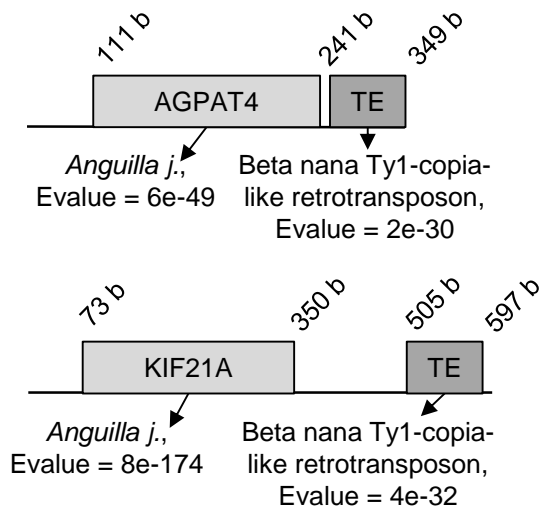 111 b
241 b
349 b
AGPAT4
TE
Anguilla j.,
Evalue = 6e-49
Beta nana Ty1-copia-
like retrotransposon,
Evalue = 2e-30
73 b
350 b
505 b
597 b
KIF21A
TE
Anguilla j.,
Evalue = 8e-174
Beta nana Ty1-copia-
like retrotransposon,
Evalue = 4e-32